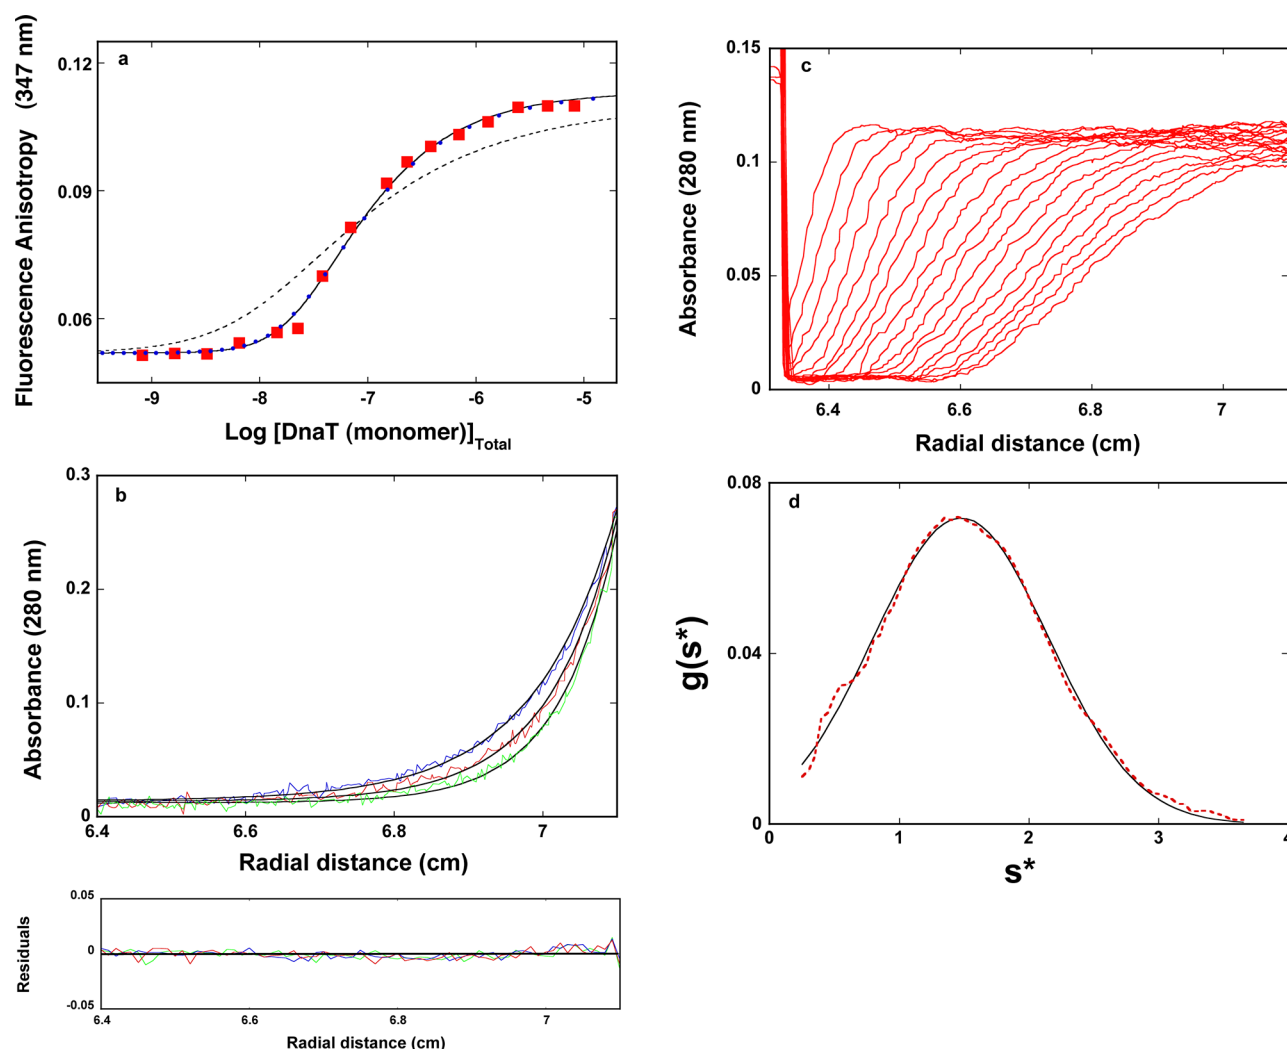 a
Fluorescence Anisotropy (347 nm)
0.12
0.09
0.06
-9 -8 -7 -6 -5
Log [DnaT (monomer)]Total
c
Absorbance (280 nm)
0.15
0.1
0.05
0
6.4 6.6 6.8 7
Radial distance (cm)
b
Absorbance (280 nm)
0.3
0.2
0.1
0
6.4 6.6 6.8 7
Radial distance (cm)
Residuals
0.05
0
-0.05
6.4 6.6 6.8 7
Radial distance (cm)
d
g(s*)
0.08
0.04
0
0 1 2 3 4
s*